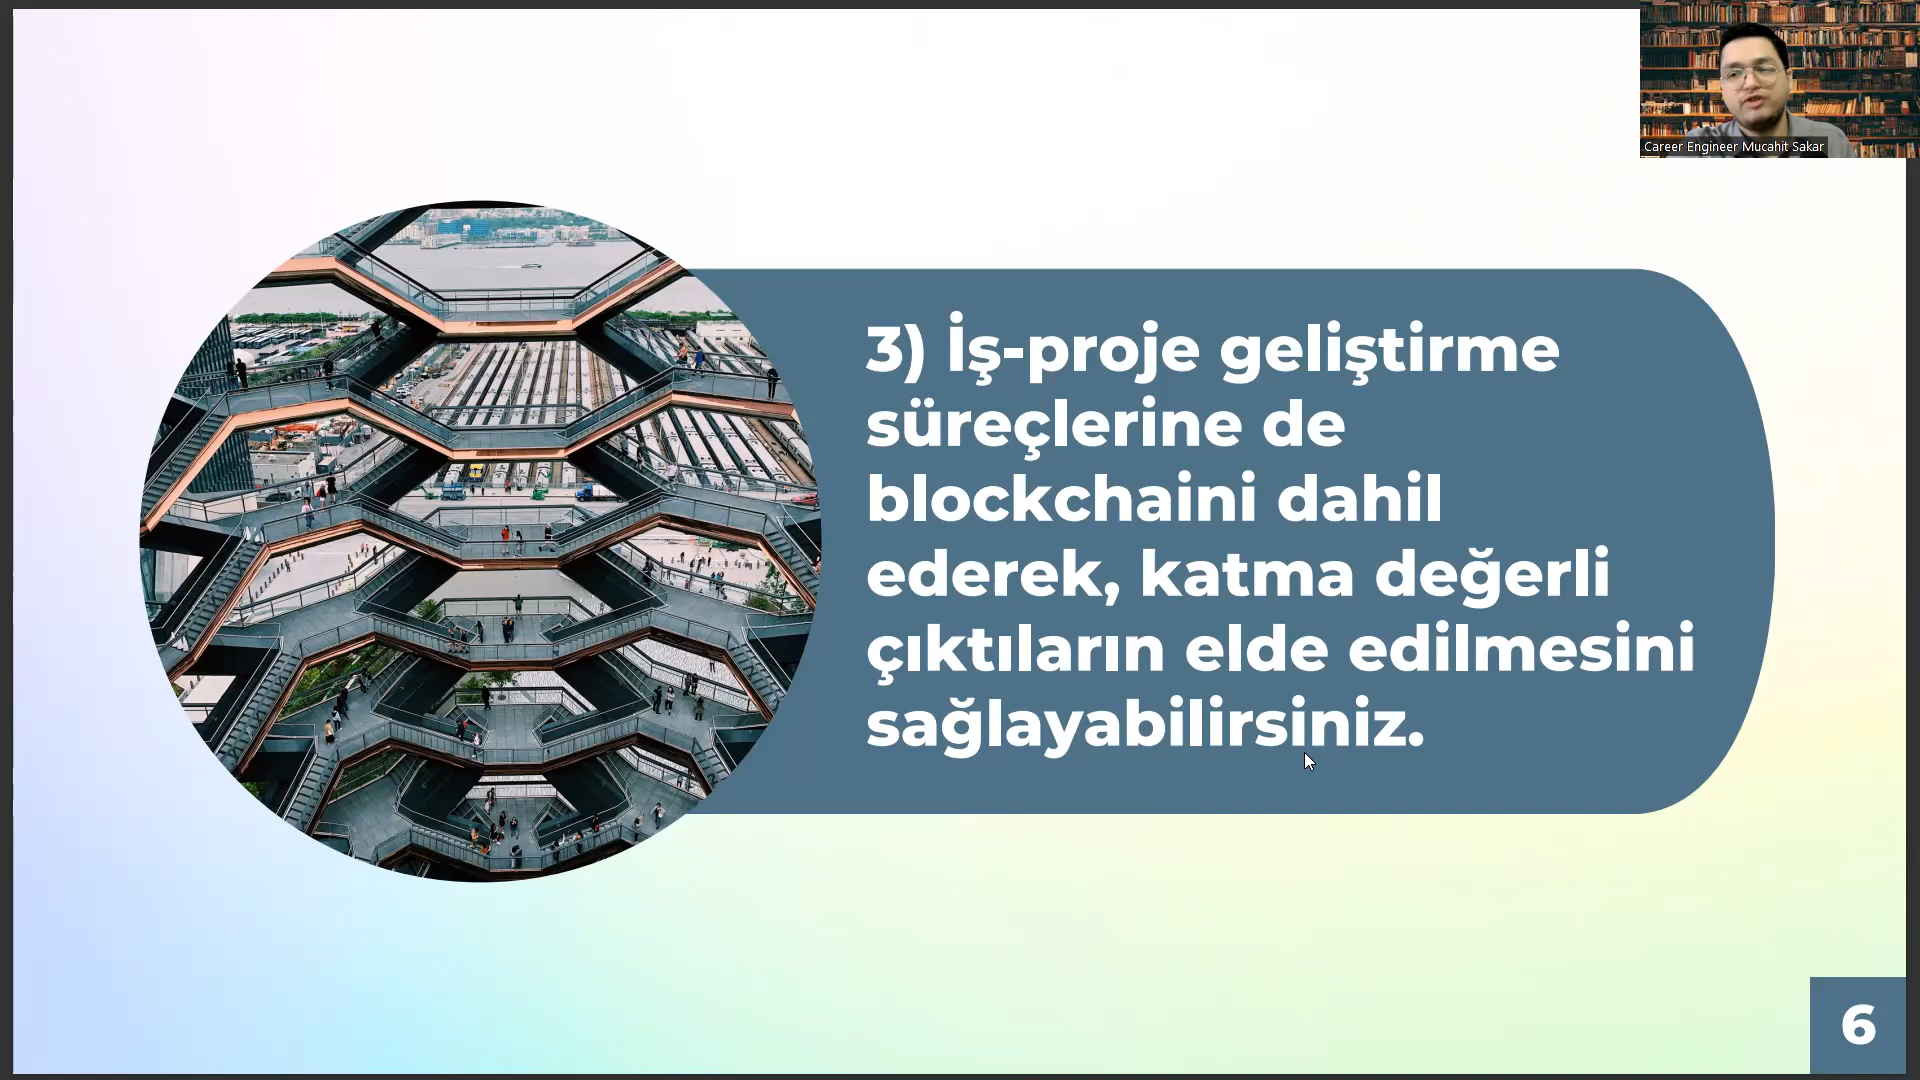 Career Engineer Mucahit Sakar
3) İş-proje geliştirme
süreçlerine de
blockchaini dahil
ederek, katma değerli
çıktıların elde edilmesini
sağlayabilirsiniz.
6